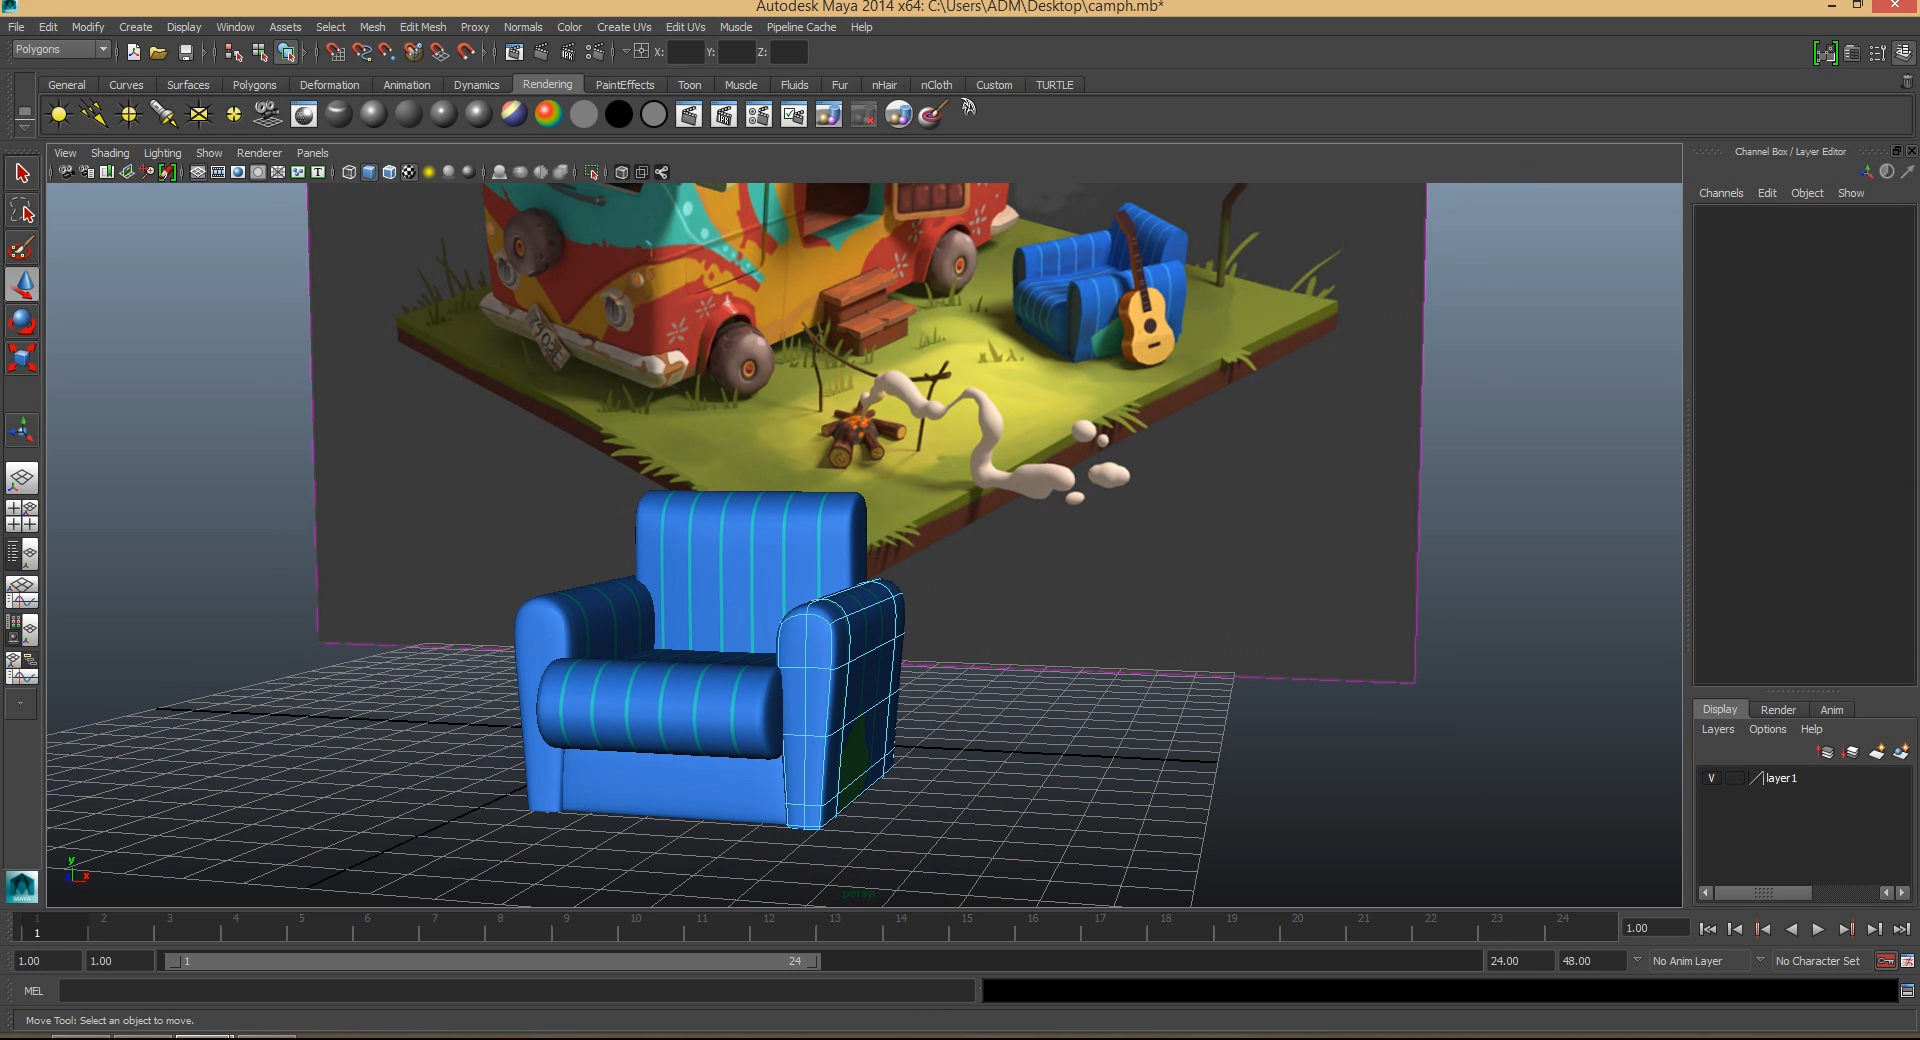 Autodesk Maya 2014 x64: C:\Users\ADM\Desktop\camph.mb*
File Edit Modify Create Display Window Assets Select Mesh Edit Mesh Proxy Normals Color Create UVs Edit UVs Muscle Pipeline Cache Help
Polygons X: Y: Z:
General Curves Surfaces Polygons Deformation Animation Dynamics Rendering PaintEffects Toon Muscle Fluids Fur nHair nCloth Custom TURTLE
View Shading Lighting Show Renderer Panels
Channel Box / Layer Editor
Channels Edit Object Show
persp
y
x
Display Render Anim
Layers Options Help
V layer1
1 2 3 4 5 6 7 8 9 10 11 12 13 14 15 16 17 18 19 20 21 22 23 24
1 1.00
1.00 1.00 1 24 24.00 48.00 No Anim Layer No Character Set
MEL
Move Tool: Select an object to move.